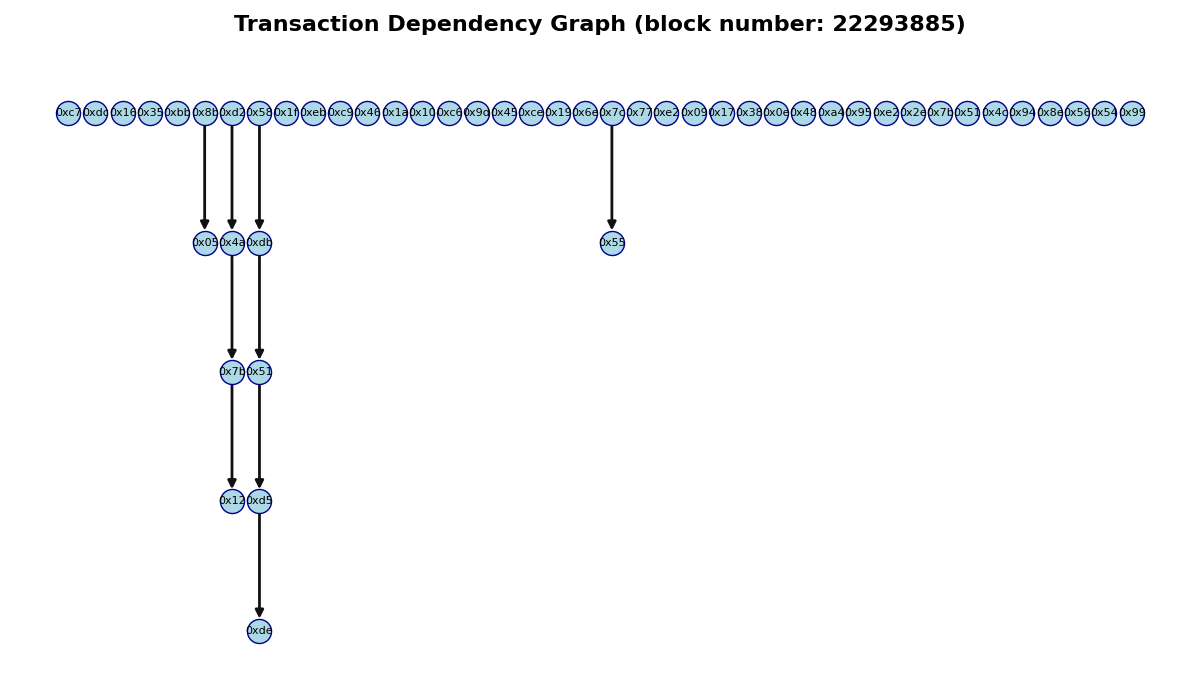 Transaction Dependency Graph (block number: 22293885)
0xc7 0xdc 0x16 0x35 0xbb 0x8b 0xd2 0x58 0x1f 0xeb 0xc9 0x46 0x1a 0x10 0xc6 0x9d 0x45 0xce 0x19 0x6e 0x7c 0x77 0xe2 0x09 0x17 0x38 0x0e 0x48 0xa4 0x95 0xe2 0x2e 0x7b 0x51 0x4c 0x94 0x8e 0x56 0x54 0x99
0x05 0x4a 0xdb 0x55
0x7b 0x51
0x12 0xd5
0xde